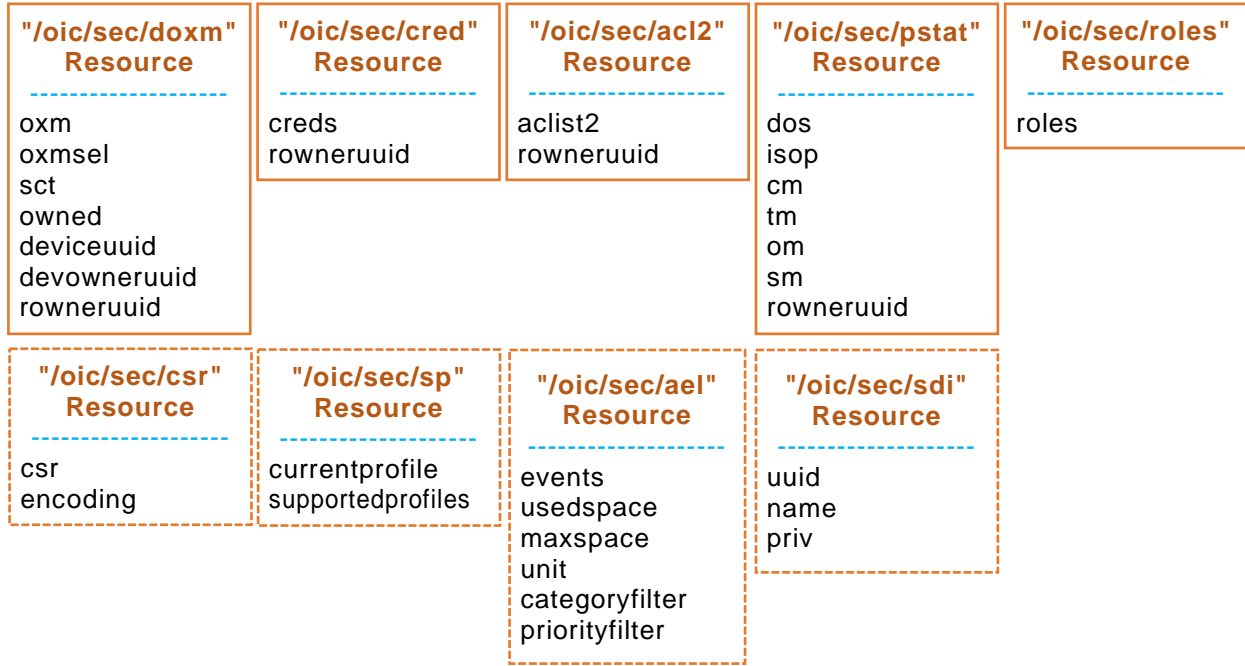 "/oic/sec/doxm"
Resource
oxm
oxmsel
sct
owned
deviceuuid
devowneruuid
rowneruuid
"/oic/sec/cred"
Resource
creds
rowneruuid
"/oic/sec/acl2"
Resource
aclist2
rowneruuid
"/oic/sec/pstat"
Resource
dos
isop
cm
tm
om
sm
rowneruuid
"/oic/sec/roles"
Resource
roles
"/oic/sec/csr"
Resource
csr
encoding
"/oic/sec/sp"
Resource
currentprofile
supportedprofiles
"/oic/sec/ael"
Resource
events
usedspace
maxspace
unit
categoryfilter
priorityfilter
"/oic/sec/sdi"
Resource
uuid
name
priv